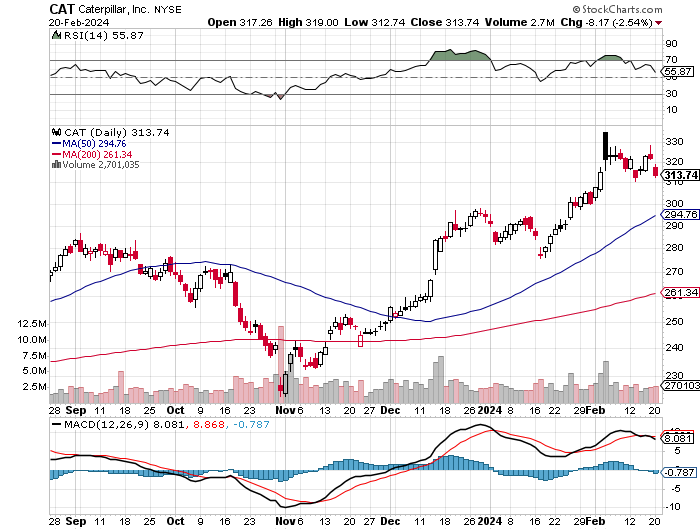 CAT Caterpillar, Inc. NYSE © StockCharts.com
20-Feb-2024 Open 317.26 High 319.00 Low 312.74 Close 313.74 Volume 2.7M Chg -8.17 (-2.54%)
RSI(14) 55.87
90
70
55.87
50
30
10
CAT (Daily) 313.74
MA(50) 294.76
MA(200) 261.34
Volume 2,701,035
330
320
313.74
310
300
294.76
290
280
270
261.34
260
250
240
230
12.5M
10.0M
7.5M
5.0M
2.5M
270103
28 Sep 11 18 25 Oct 9 16 23 Nov 6 13 20 27 Dec 11 18 26 2024 8 16 22 29 Feb 12 20
MACD(12,26,9) 8.081, 8.868, -0.787
10
8.081
5
-0.787
-5
-10
28 Sep 11 18 25 Oct 9 16 23 Nov 6 13 20 27 Dec 11 18 26 2024 8 16 22 29 Feb 12 20